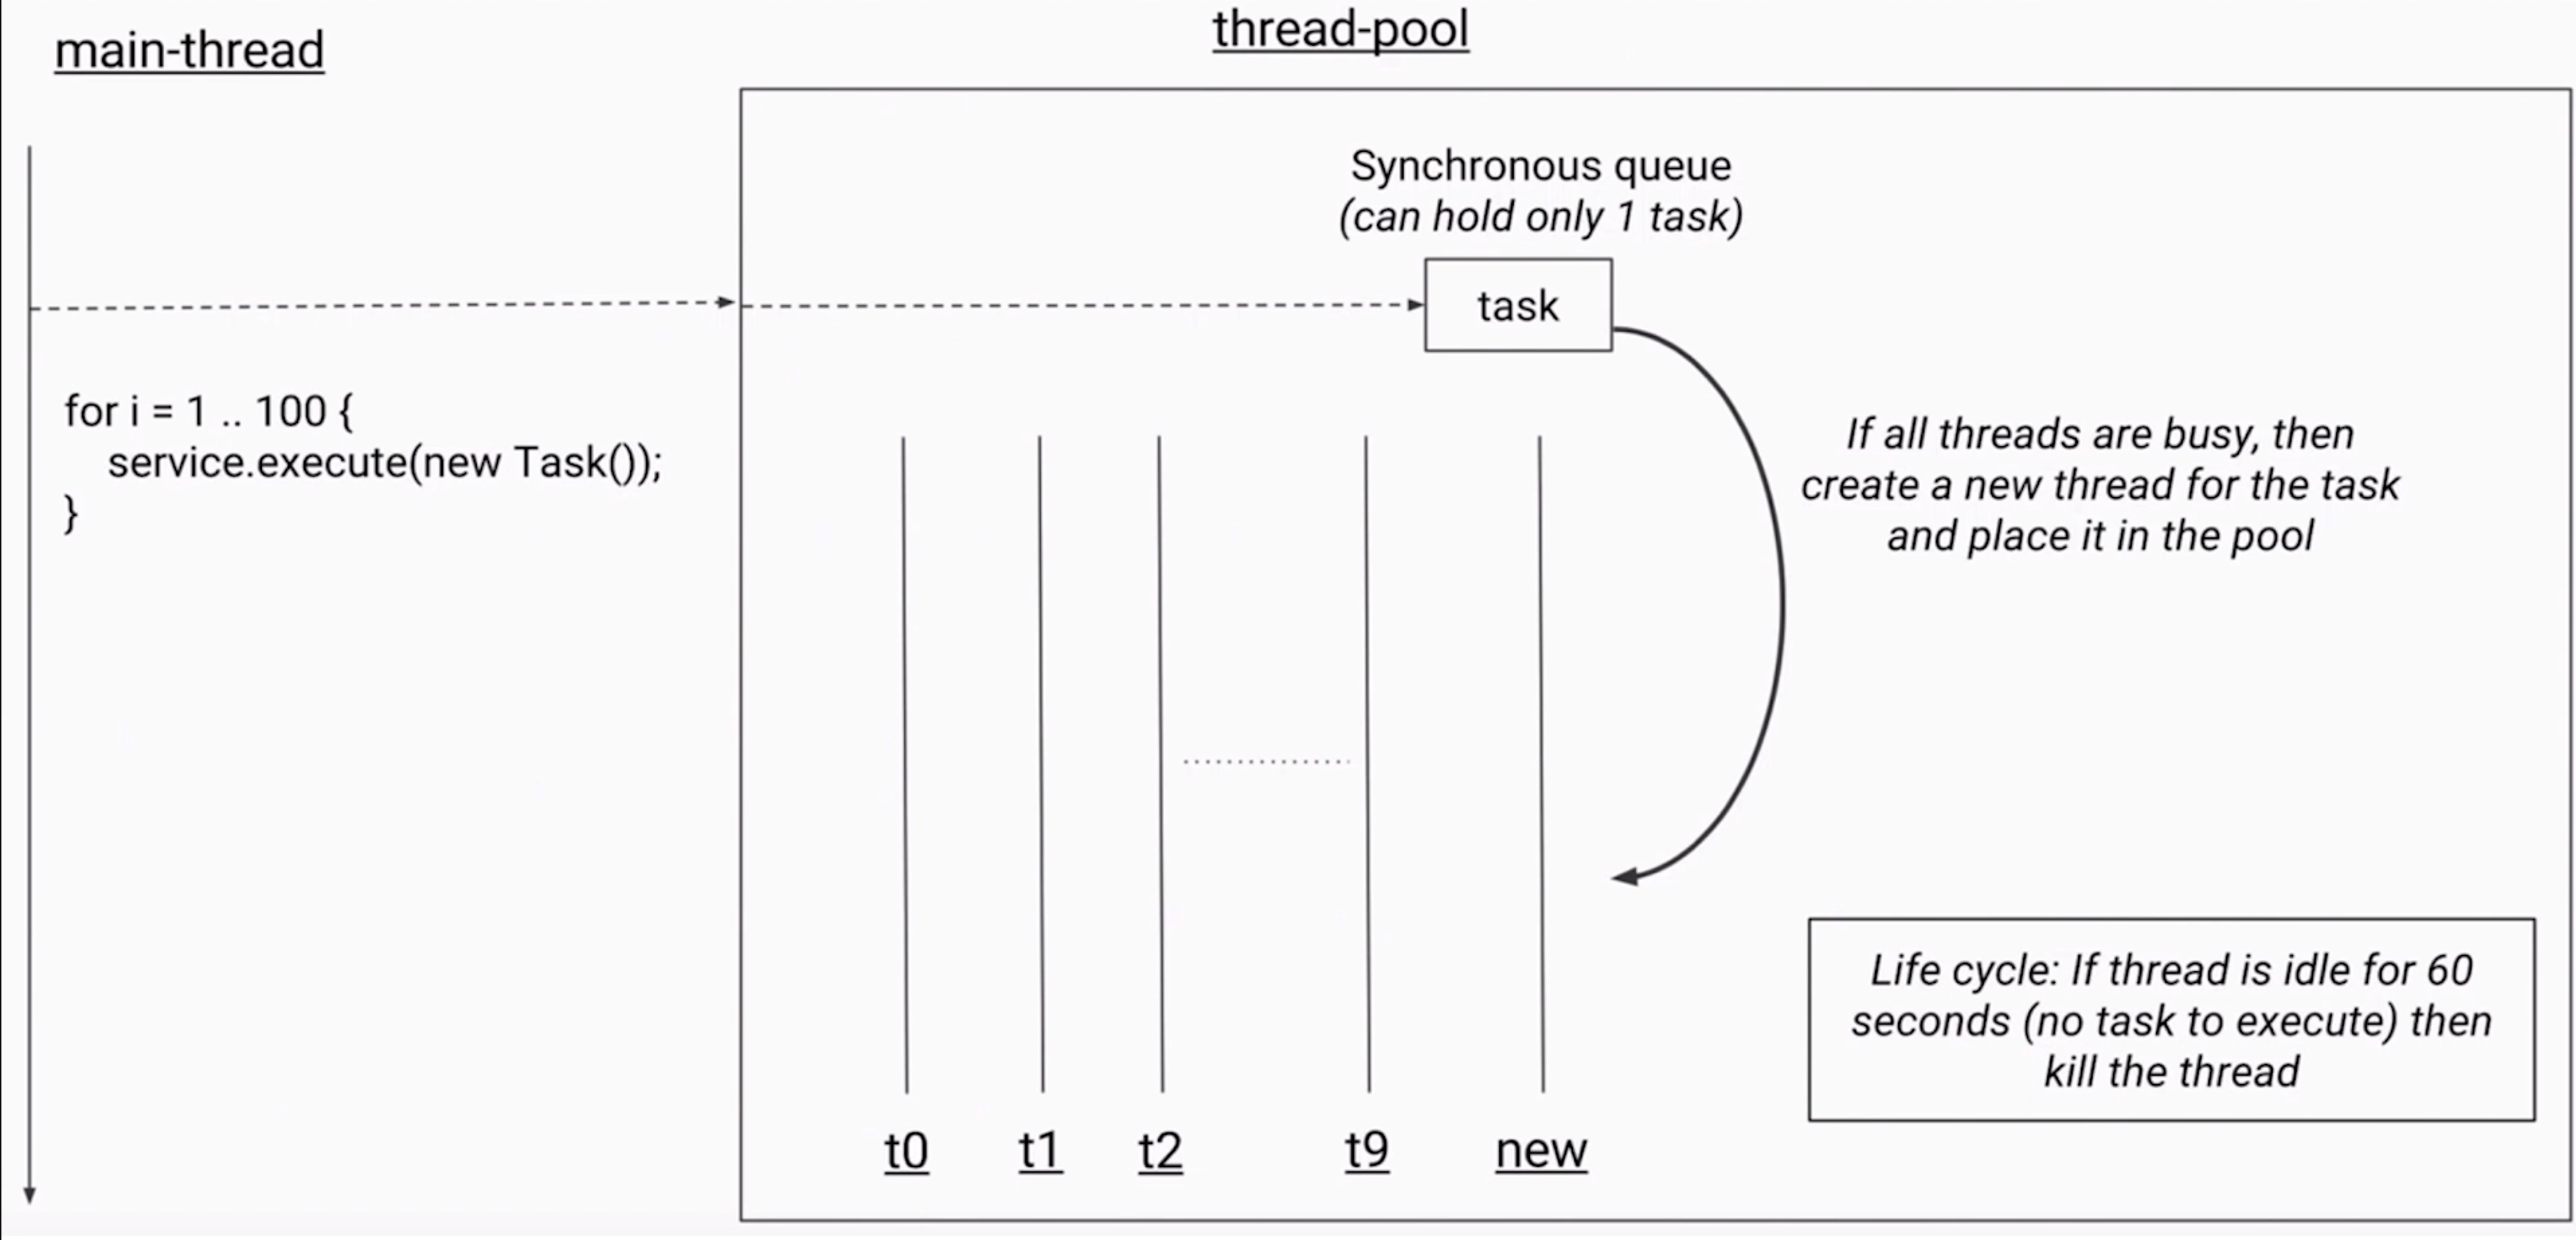 main-thread
thread-pool
Synchronous queue
(can hold only 1 task)
task
for i = 1 .. 100 {
service.execute(new Task());
}
If all threads are busy, then
create a new thread for the task
and place it in the pool
Life cycle: If thread is idle for 60
seconds (no task to execute) then
kill the thread
t0 t1 t2 t9 new